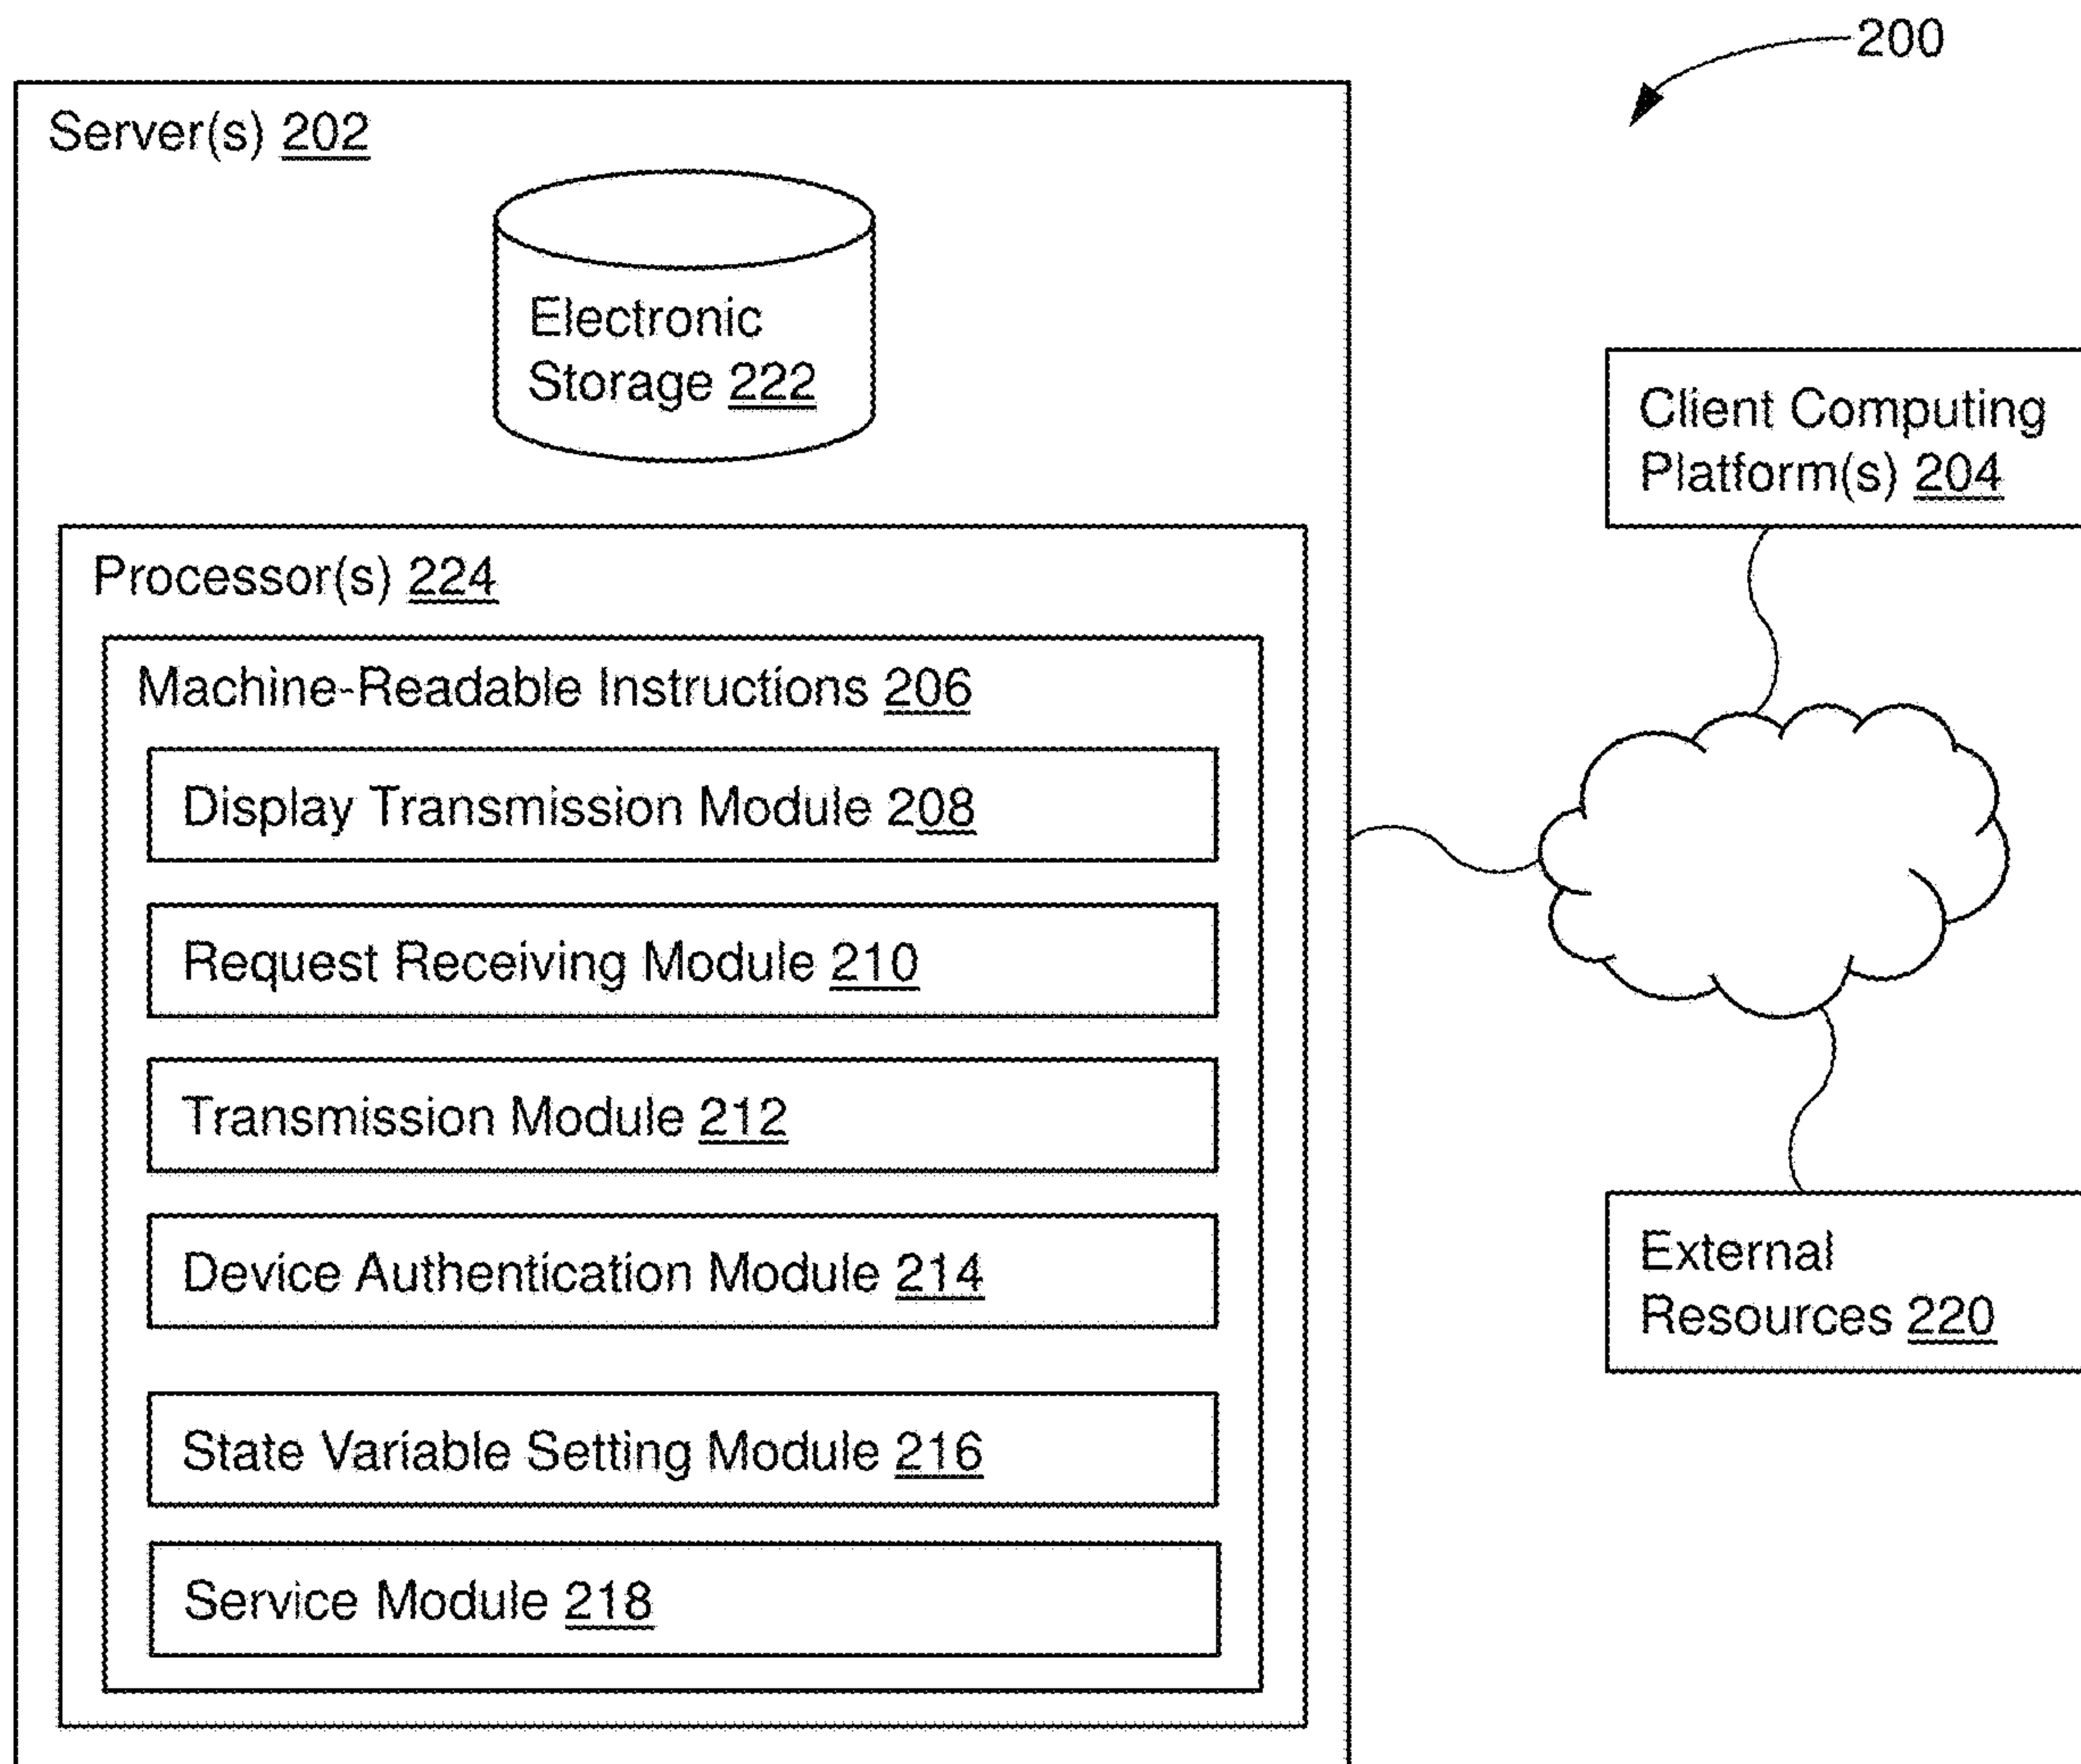 200
Server(s) 202
Electronic
Storage 222
Client Computing
Platform(s) 204
Processor(s) 224
Machine-Readable Instructions 206
Display Transmission Module 208
Request Receiving Module 210
Transmission Module 212
Device Authentication Module 214
External
Resources 220
State Variable Setting Module 216
Service Module 218